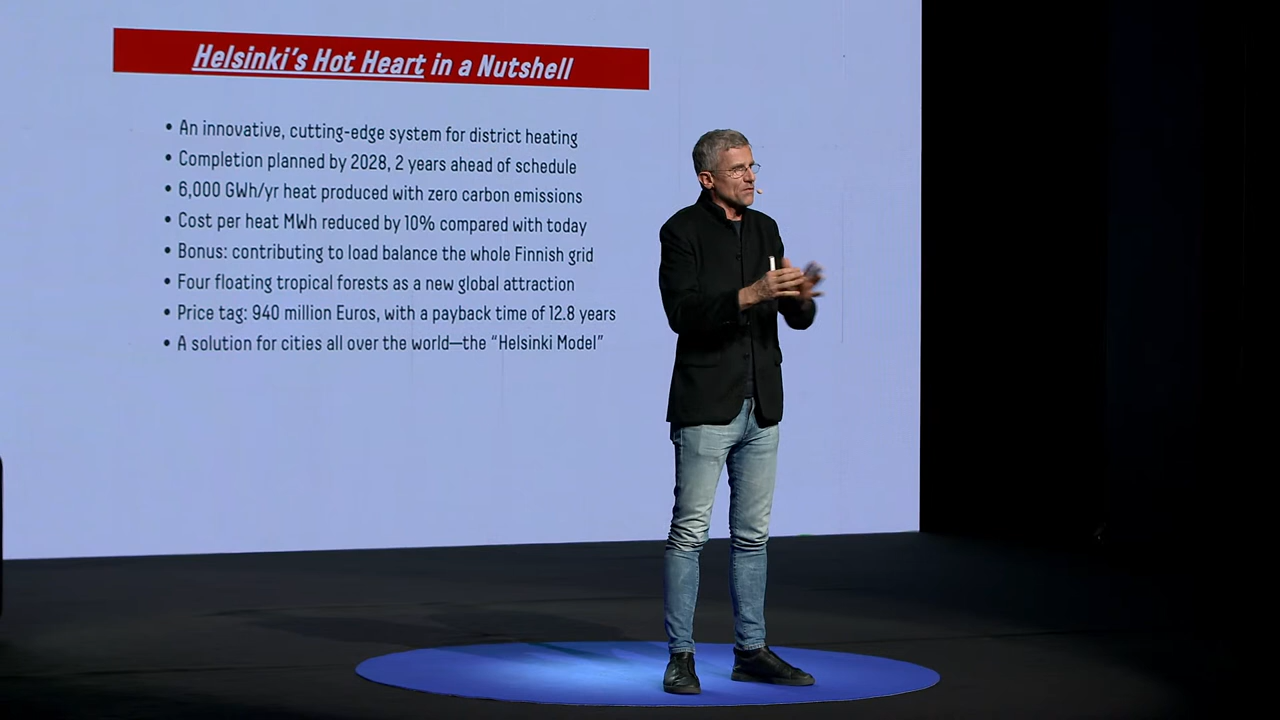 Helsinki's Hot Heart in a Nutshell
• An innovative, cutting-edge system for district heating
• Completion planned by 2028, 2 years ahead of schedule
• 6,000 GWh/yr heat produced with zero carbon emissions
• Cost per heat MWh reduced by 10% compared with today
• Bonus: contributing to load balance the whole Finnish grid
• Four floating tropical forests as a new global attraction
• Price tag: 940 million Euros, with a payback time of 12.8 years
• A solution for cities all over the world—the “Helsinki Model”